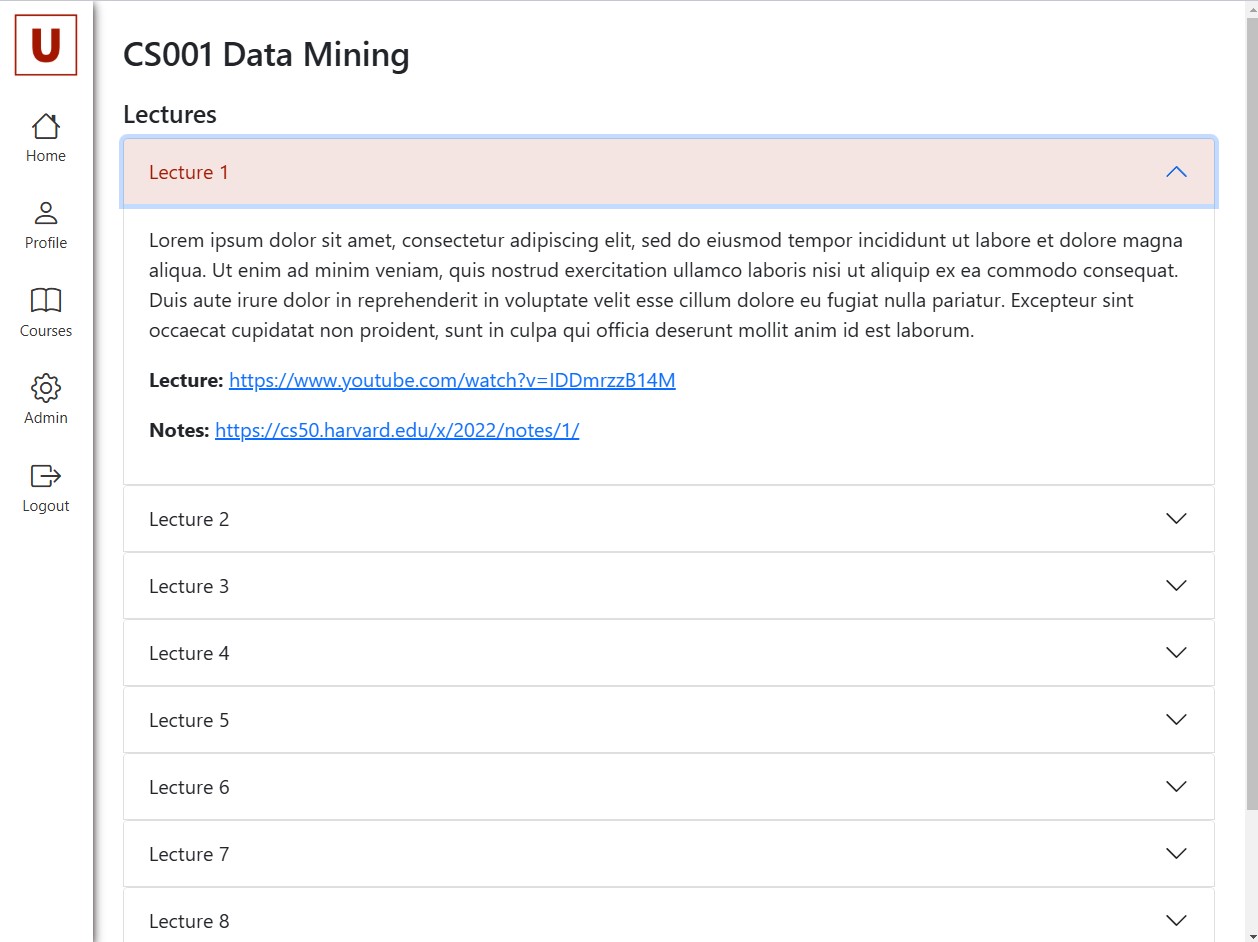 U
CS001 Data Mining
Home
Profile
Courses
Admin
Logout
Lectures
Lecture 1
Lorem ipsum dolor sit amet, consectetur adipiscing elit, sed do eiusmod tempor incididunt ut labore et dolore magna
aliqua. Ut enim ad minim veniam, quis nostrud exercitation ullamco laboris nisi ut aliquip ex ea commodo consequat.
Duis aute irure dolor in reprehenderit in voluptate velit esse cillum dolore eu fugiat nulla pariatur. Excepteur sint
occaecat cupidatat non proident, sunt in culpa qui officia deserunt mollit anim id est laborum.
Lecture: https://www.youtube.com/watch?v=IDDmrzzB14M
Notes: https://cs50.harvard.edu/x/2022/notes/1/
Lecture 2
Lecture 3
Lecture 4
Lecture 5
Lecture 6
Lecture 7
Lecture 8